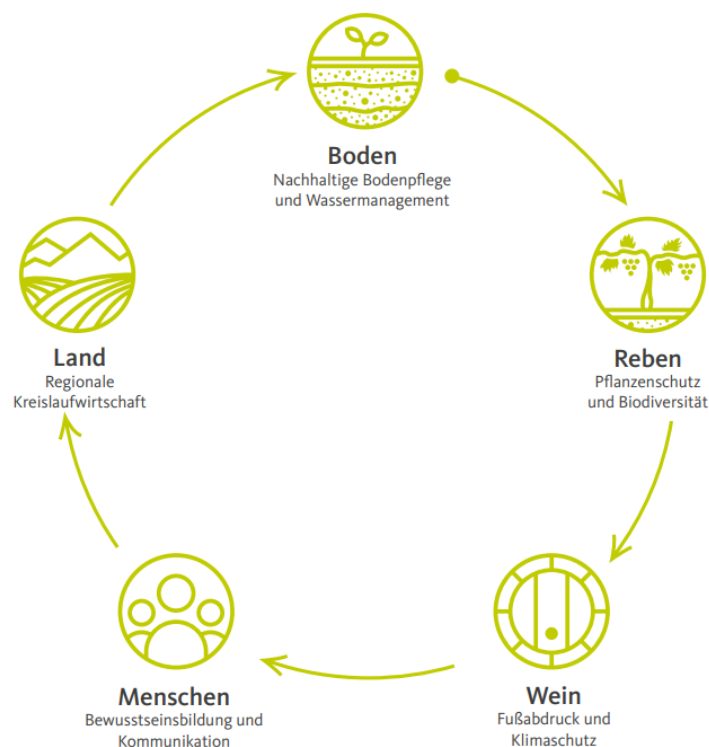 Boden
Nachhaltige Bodenpflege
und Wassermanagement
Reben
Pflanzenschutz
und Biodiversität
Wein
Fußabdruck und
Klimaschutz
Menschen
Bewusstseinsbildung und
Kommunikation
Land
Regionale
Kreislaufwirtschaft